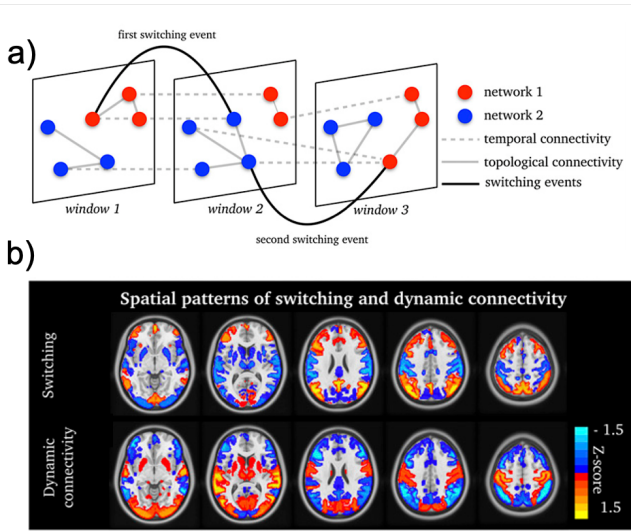 a)
first switching event
network 1
network 2
temporal connectivity
topological connectivity
switching events
window 1
window 2
window 3
second switching event
b)
Spatial patterns of switching and dynamic connectivity
Switching
Dynamic
connectivity
- 1.5
Z-score
1.5